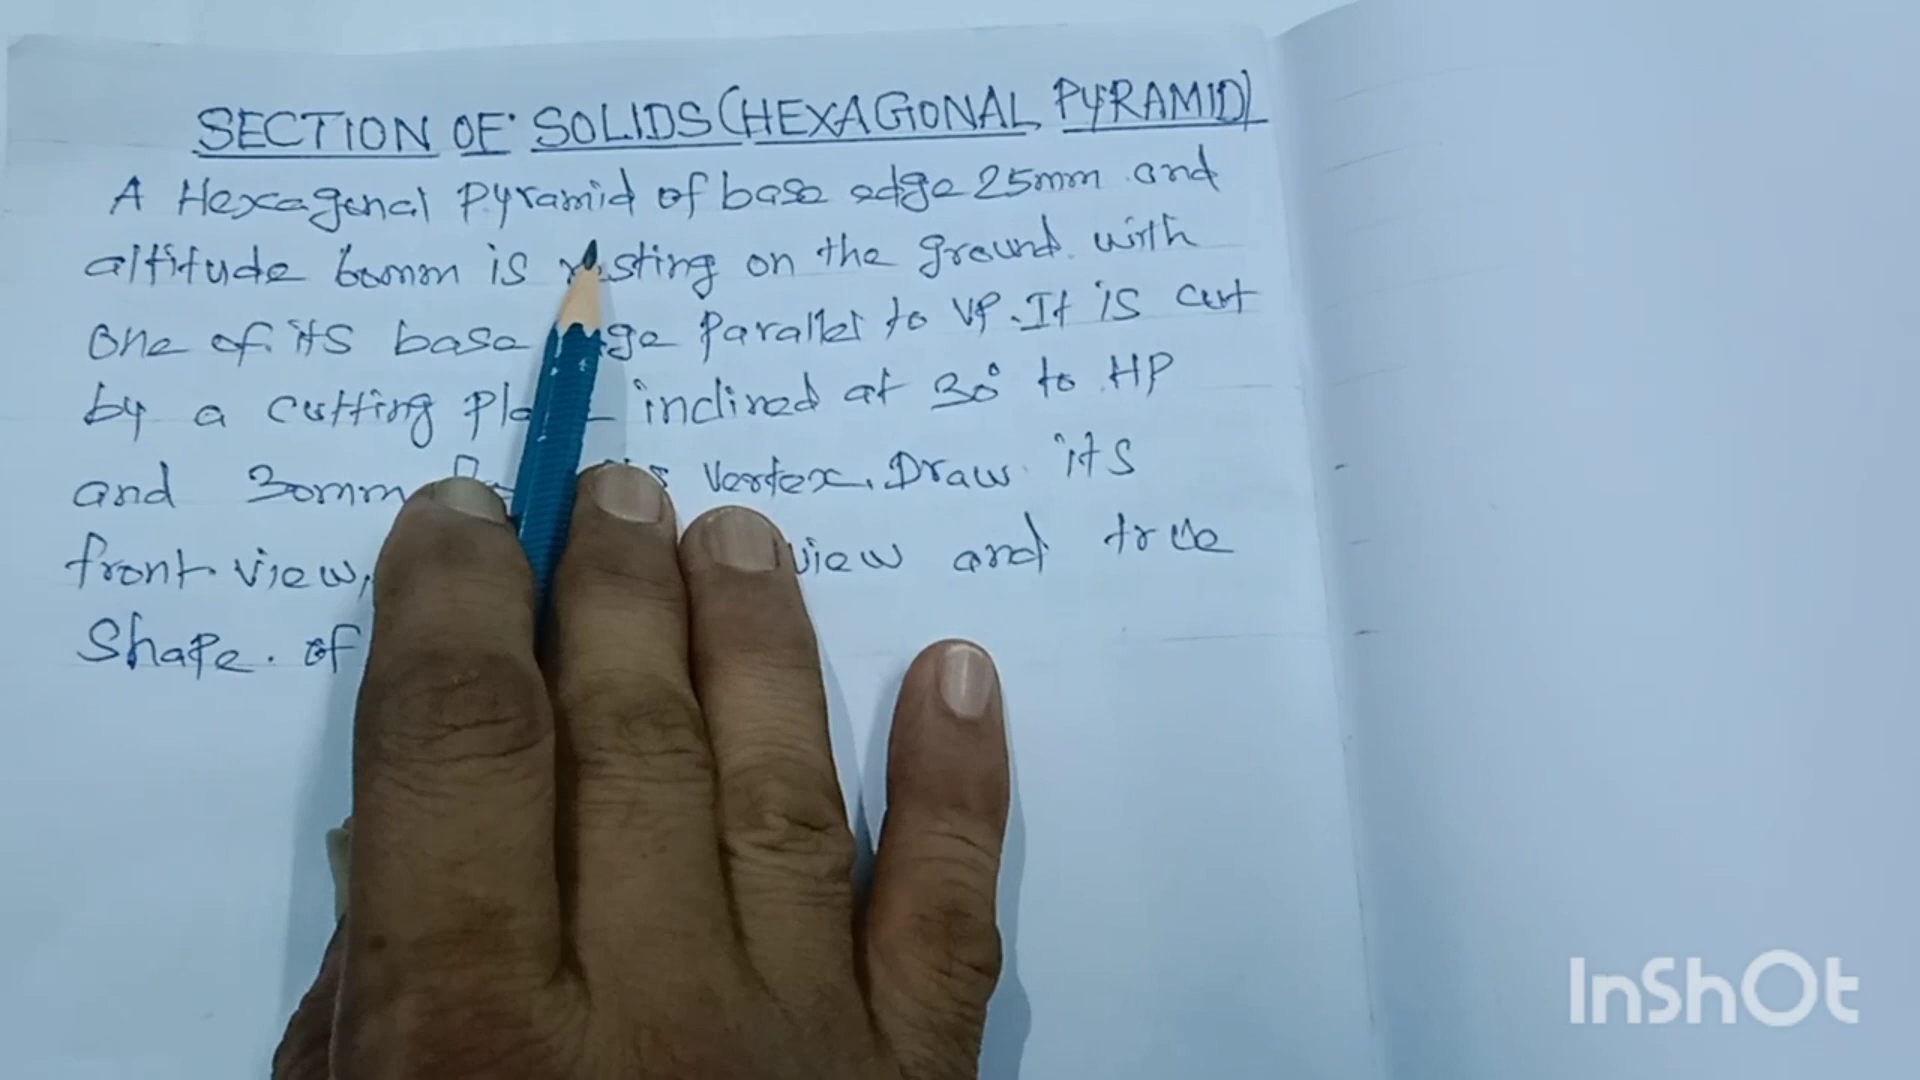 SECTION OF SOLIDS (HEXAGONAL PYRAMID)
A Hexagonal Pyramid of base edge 25mm and
altitude 60mm is resting on the ground with
one of its base Parallel to VP. It is cut
by a cutting inclined at 30° to HP
and 30mm Vertex. Draw its
front view, view and true
Shape of
InShOt